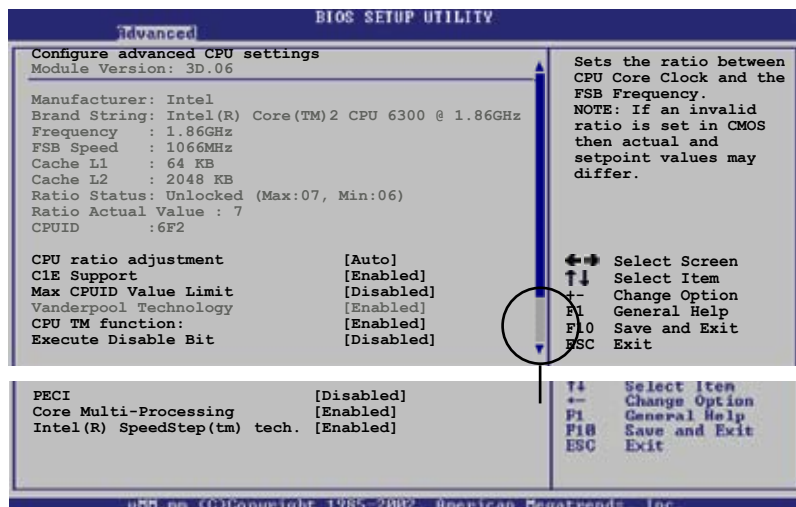 BIOS SETUP UTILITY
Advanced
Configure advanced CPU settings
Module Version: 3D.06
Manufacturer: Intel
Brand String: Intel(R) Core(TM)2 CPU 6300 @ 1.86GHz
Frequency : 1.86GHz
FSB Speed : 1066MHz
Cache L1 : 64 KB
Cache L2 : 2048 KB
Ratio Status: Unlocked (Max:07, Min:06)
Ratio Actual Value : 7
CPUID :6F2
CPU ratio adjustment [Auto]
C1E Support [Enabled]
Max CPUID Value Limit [Disabled]
Vanderpool Technology [Enabled]
CPU TM function: [Enabled]
Execute Disable Bit [Disabled]
Sets the ratio between
CPU Core Clock and the
FSB Frequency.
NOTE: If an invalid
ratio is set in CMOS
then actual and
setpoint values may
differ.
←→ Select Screen
↑↓ Select Item
+- Change Option
F1 General Help
F10 Save and Exit
ESC Exit
PECI [Disabled]
Core Multi-Processing [Enabled]
Intel(R) SpeedStep(tm) tech. [Enabled]
↑↓ Select Item
+- Change Option
F1 General Help
F10 Save and Exit
ESC Exit
(C)Copyright 1985-2002, American Megatrends, Inc